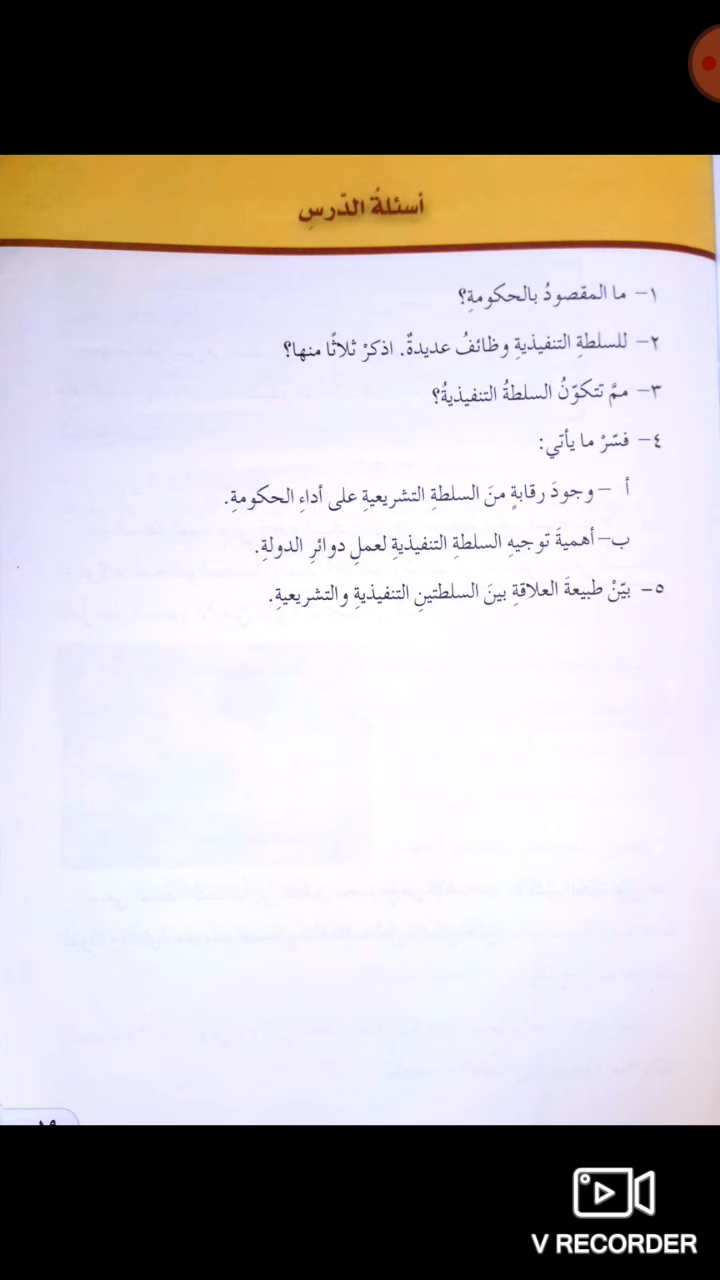 أسئلةُ الدّرسِ
١- ما المقصودُ بالحكومةِ؟
٢- للسلطةِ التنفيذيةِ وظائفُ عديدةٌ. اذكرْ ثلاثًا منها؟
٣- ممَّ تتكوّنُ السلطةُ التنفيذيةُ؟
٤- فسّرْ ما يأتي:
أ - وجودَ رقابةٍ منَ السلطةِ التشريعيةِ على أداءِ الحكومةِ.
ب- أهميةَ توجيهِ السلطةِ التنفيذية لعملِ دوائرِ الدولةِ.
٥- بيّنْ طبيعةَ العلاقةِ بينَ السلطتينِ التنفيذيةِ والتشريعيةِ.
V RECORDER